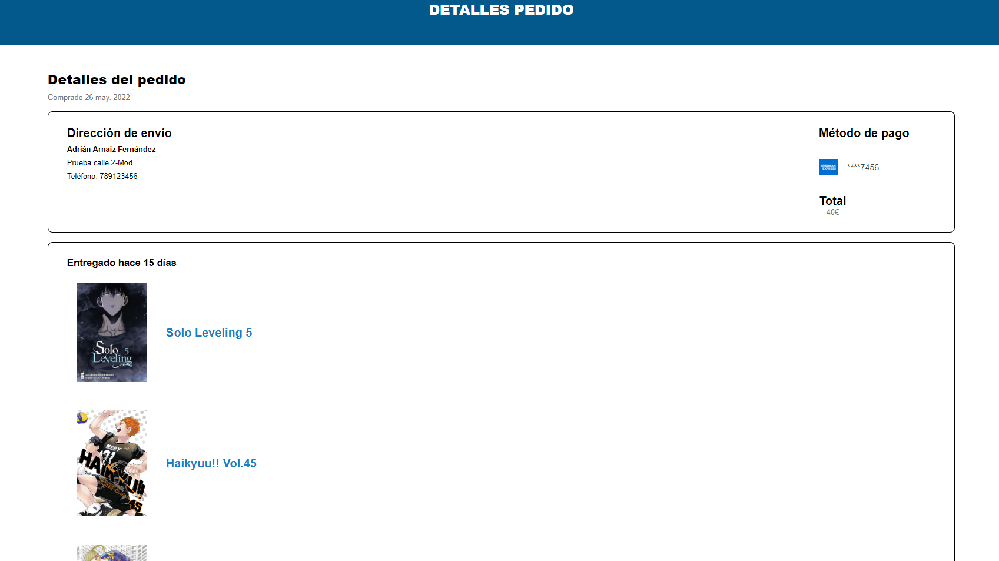 DETALLES PEDIDO
Detalles del pedido
Comprado 26 may. 2022
Dirección de envío
Adrián Arnaiz Fernández
Prueba calle 2-Mod
Teléfono: 789123456
Método de pago
AMERICAN
EXPRESS
****7456
Total
40€
Entregado hace 15 días
Solo 5
Leveling
Solo Leveling 5
MSBY
HAIKYU!!
45
Haikyuu!! Vol.45